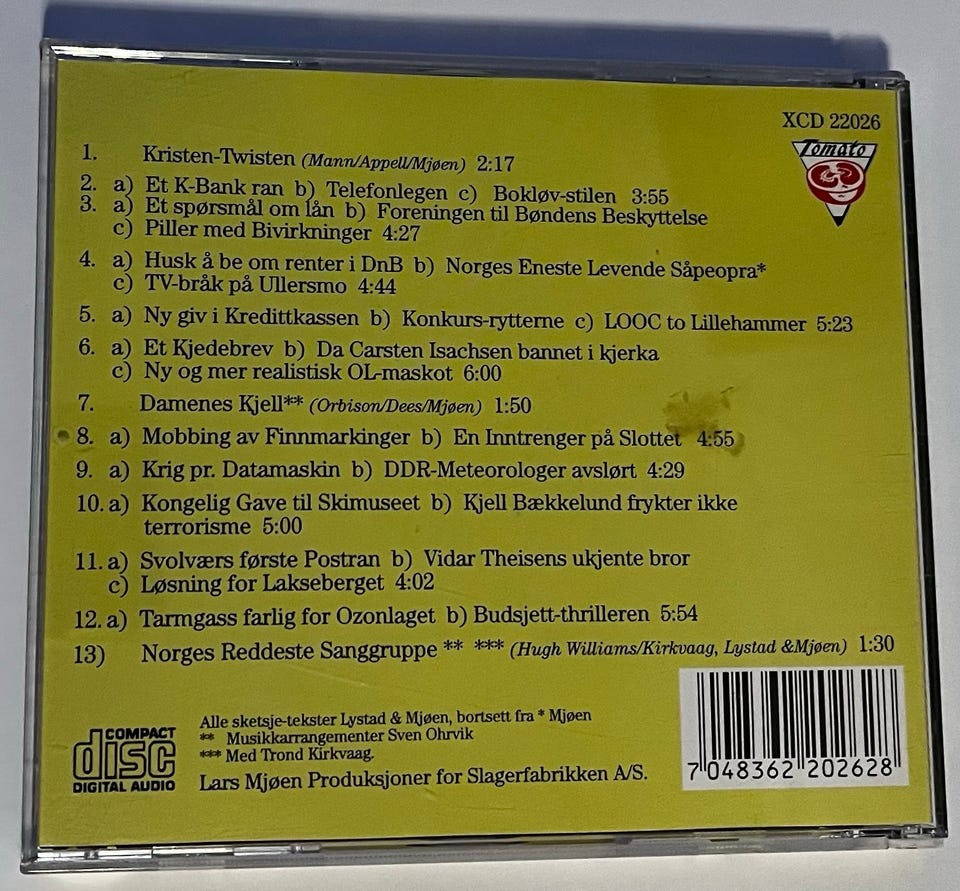 XCD 22026
Tomato
1. Kristen-Twisten (Mann/Appell/Mjøen) 2:17
2. a) Et K-Bank ran b) Telefonlegen c) Bokløv-stilen 3:55
3. a) Et spørsmål om lån b) Foreningen til Bøndens Beskyttelse
c) Piller med Bivirkninger 4:27
4. a) Husk å be om renter i DnB b) Norges Eneste Levende Såpeopra*
c) TV-bråk på Ullersmo 4:44
5. a) Ny giv i Kredittkassen b) Konkurs-rytterne c) LOOC to Lillehammer 5:23
6. a) Et Kjedebrev b) Da Carsten Isachsen bannet i kjerka
c) Ny og mer realistisk OL-maskot 6:00
7. Damenes Kjell** (Orbison/Dees/Mjøen) 1:50
8. a) Mobbing av Finnmarkinger b) En Inntrenger på Slottet 4:55
9. a) Krig pr. Datamaskin b) DDR-Meteorologer avslørt 4:29
10. a) Kongelig Gave til Skimuseet b) Kjell Bækkelund frykter ikke
terrorisme 5:00
11. a) Svolværs første Postran b) Vidar Theisens ukjente bror
c) Løsning for Lakseberget 4:02
12. a) Tarmgass farlig for Ozonlaget b) Budsjett-thrilleren 5:54
13) Norges Reddeste Sanggruppe ** *** (Hugh Williams/Kirkvaag, Lystad &Mjøen) 1:30
COMPACT
disc
DIGITAL AUDIO
Alle sketsje-tekster Lystad & Mjøen, bortsett fra * Mjøen
** Musikkarrangementer Sven Ohrvik
*** Med Trond Kirkvaag.
Lars Mjøen Produksjoner for Slagerfabrikken A/S.
7 048362 202628